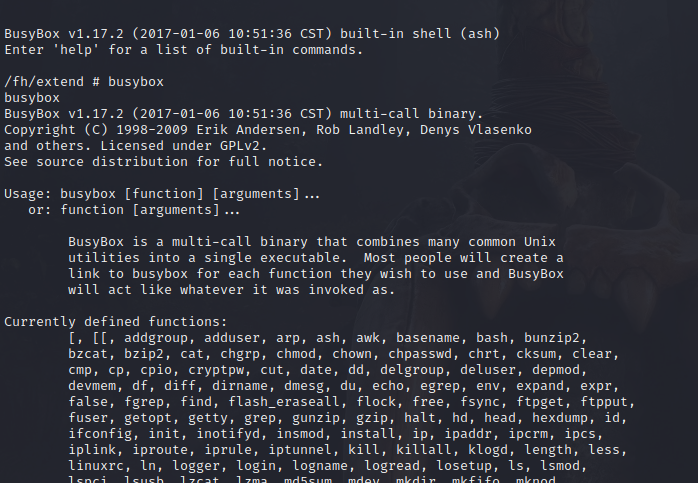 BusyBox v1.17.2 (2017-01-06 10:51:36 CST) built-in shell (ash)
Enter 'help' for a list of built-in commands.
/fh/extend # busybox
busybox
BusyBox v1.17.2 (2017-01-06 10:51:36 CST) multi-call binary.
Copyright (C) 1998-2009 Erik Andersen, Rob Landley, Denys Vlasenko
and others. Licensed under GPLv2.
See source distribution for full notice.
Usage: busybox [function] [arguments]...
or: function [arguments]...
BusyBox is a multi-call binary that combines many common Unix
utilities into a single executable.  Most people will create a
link to busybox for each function they wish to use and BusyBox
will act like whatever it was invoked as.
Currently defined functions:
[, [[, addgroup, adduser, arp, ash, awk, basename, bash, bunzip2,
bzcat, bzip2, cat, chgrp, chmod, chown, chpasswd, chrt, cksum, clear,
cmp, cp, cpio, cryptpw, cut, date, dd, delgroup, deluser, depmod,
devmem, df, diff, dirname, dmesg, du, echo, egrep, env, expand, expr,
false, fgrep, find, flash_eraseall, flock, free, fsync, ftpget, ftpput,
fuser, getopt, getty, grep, gunzip, gzip, halt, hd, head, hexdump, id,
ifconfig, init, inotifyd, insmod, install, ip, ipaddr, ipcrm, ipcs,
iplink, iproute, iprule, iptunnel, kill, killall, klogd, length, less,
linuxrc, ln, logger, login, logname, logread, losetup, ls, lsmod,
lspci, lsusb, lzcat, lzma, md5sum, mdev, mkdir, mkfifo, mknod,